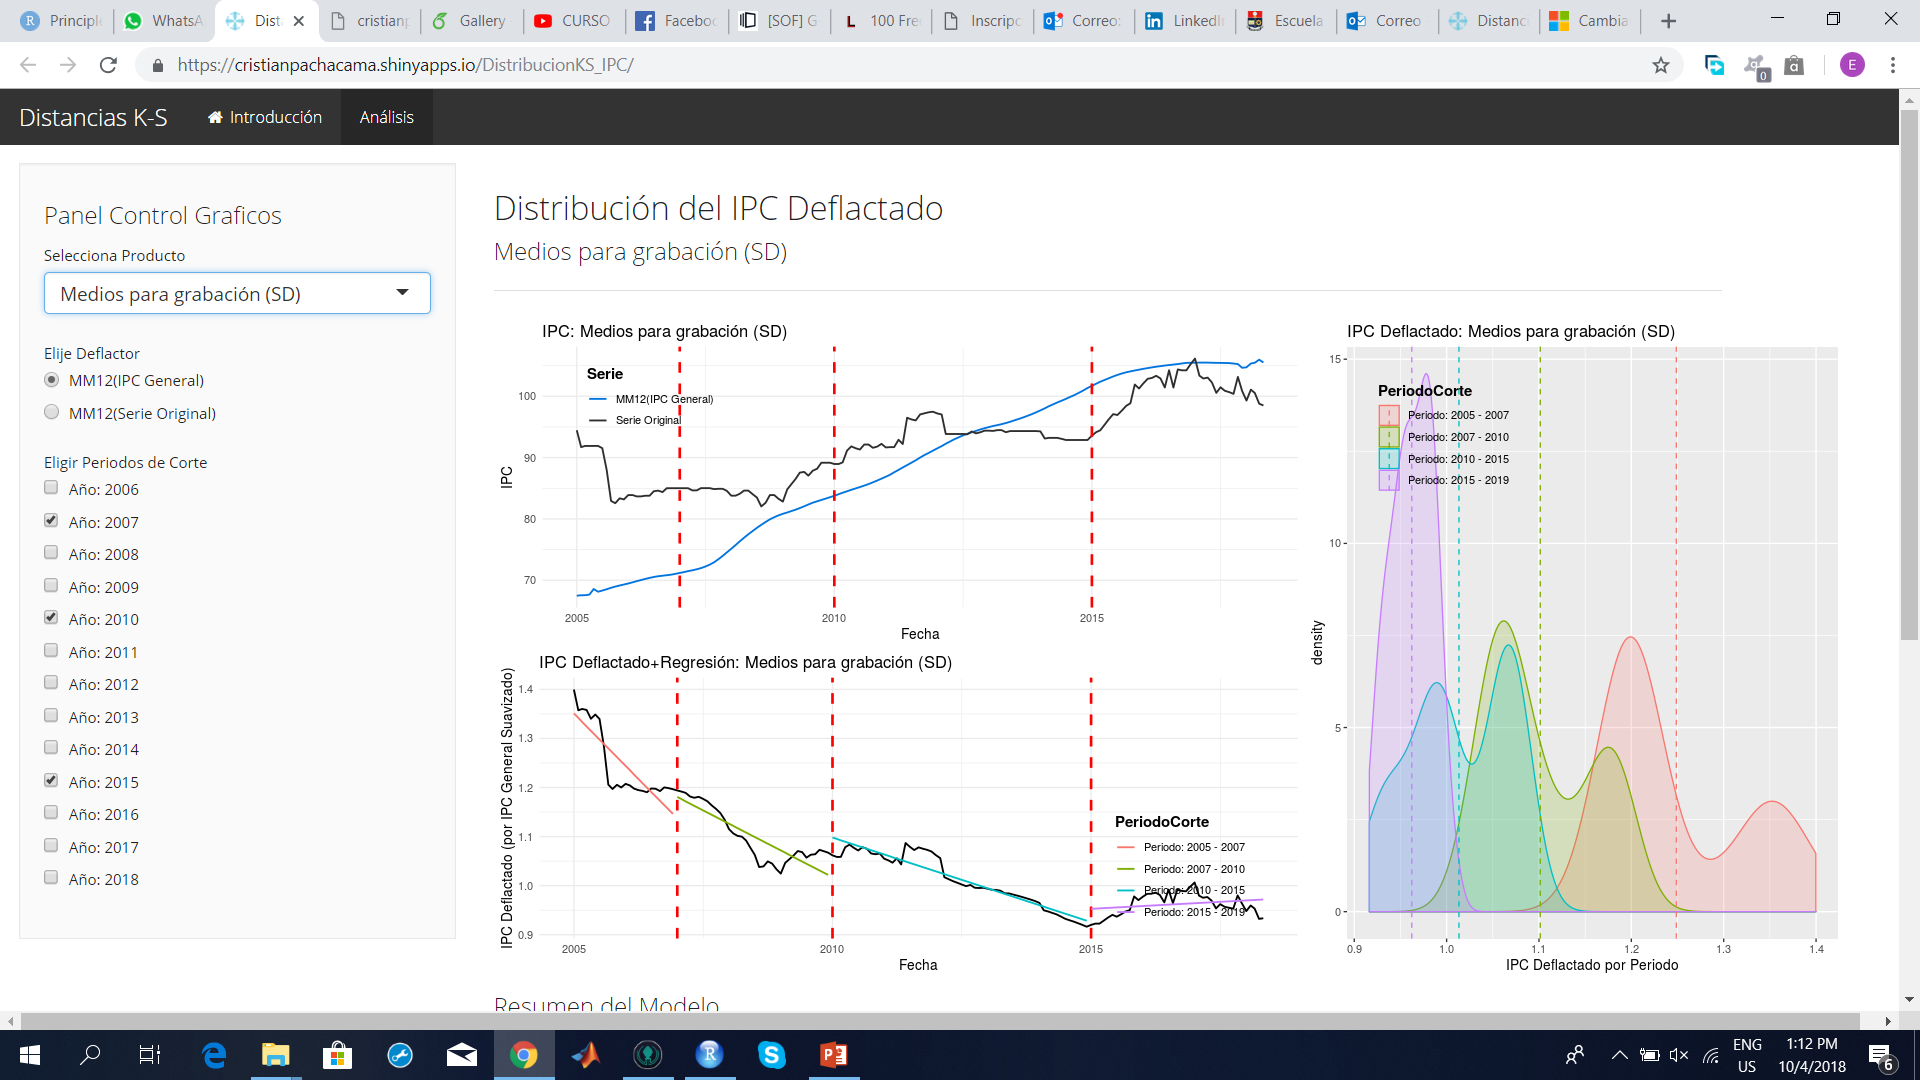 Principl
WhatsA
Dist
cristianp
Gallery
CURSO
Faceboo
[SOF] G
100 Fre
Inscripc
Correo:
LinkedIn
Escuela
Correo
Distanc
Cambia
https://cristianpachacama.shinyapps.io/DistribucionKS_IPC/
0
E
Distancias K-S
Introducción
Análisis
Panel Control Graficos
Selecciona Producto
Medios para grabación (SD)
Elije Deflactor
MM12(IPC General)
MM12(Serie Original)
Eligir Periodos de Corte
Año: 2006
Año: 2007
Año: 2008
Año: 2009
Año: 2010
Año: 2011
Año: 2012
Año: 2013
Año: 2014
Año: 2015
Año: 2016
Año: 2017
Año: 2018
Distribución del IPC Deflactado
Medios para grabación (SD)
IPC: Medios para grabación (SD)
Serie
MM12(IPC General)
Serie Original
100
90
80
70
IPC
2005
2010
2015
Fecha
IPC Deflactado+Regresión: Medios para grabación (SD)
IPC Deflactado (por IPC General Suavizado)
1.4
1.3
1.2
1.1
1.0
0.9
PeriodoCorte
Periodo: 2005 - 2007
Periodo: 2007 - 2010
Periodo: 2010 - 2015
Periodo: 2015 - 2019
2005
2010
2015
Fecha
IPC Deflactado: Medios para grabación (SD)
PeriodoCorte
Periodo: 2005 - 2007
Periodo: 2007 - 2010
Periodo: 2010 - 2015
Periodo: 2015 - 2019
15
10
5
0
density
0.9
1.0
1.1
1.2
1.3
1.4
IPC Deflactado por Periodo
Resumen del Modelo
ENG
US
1:12 PM
10/4/2018
6